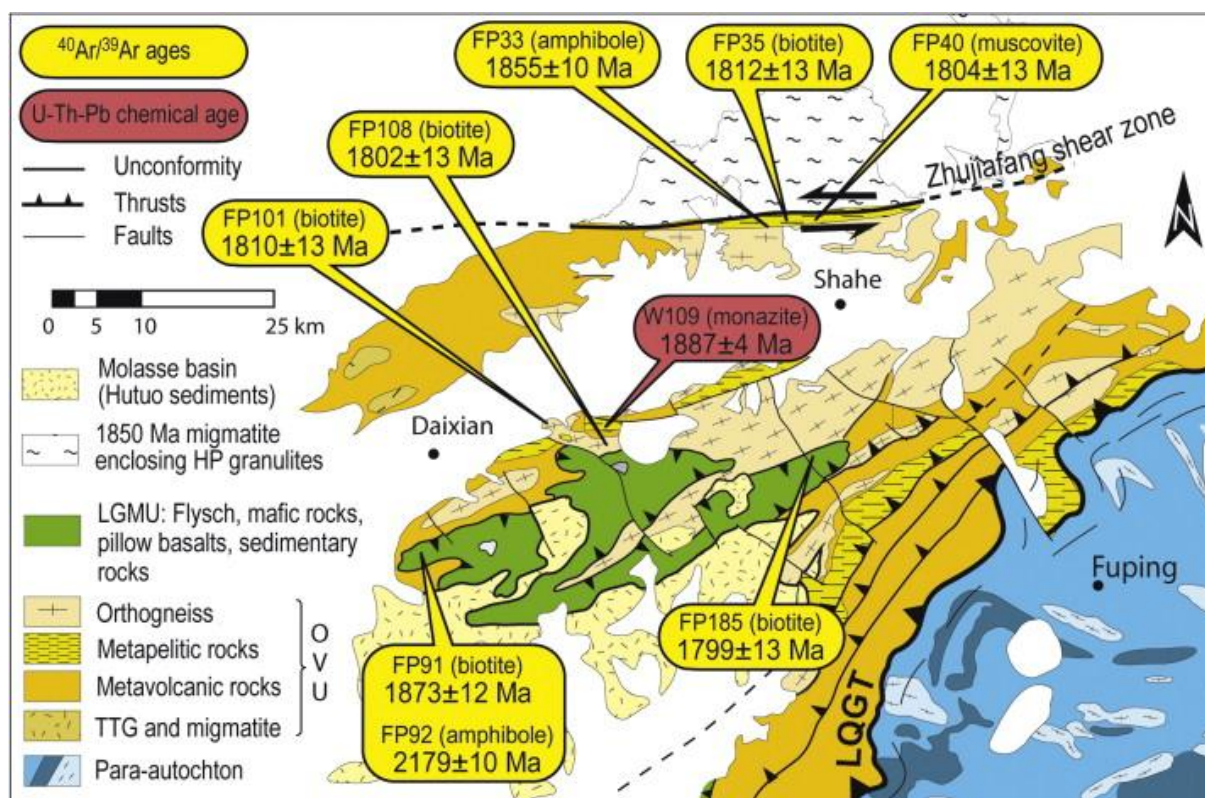 40Ar/39Ar ages
U-Th-Pb chemical age
Unconformity
Thrusts
Faults
0 5 10 25 km
Molasse basin
(Hutuo sediments)
1850 Ma migmatite
enclosing HP granulites
LGMU: Flysch, mafic rocks,
pillow basalts, sedimentary
rocks
Orthogneiss
Metapelitic rocks
Metavolcanic rocks
TTG and migmatite
O
V
U
Para-autochton
FP33 (amphibole)
1855±10 Ma
FP35 (biotite)
1812±13 Ma
FP40 (muscovite)
1804±13 Ma
FP108 (biotite)
1802±13 Ma
FP101 (biotite)
1810±13 Ma
Zhujiafang shear zone
N
Shahe
W109 (monazite)
1887±4 Ma
Daixian
Fuping
FP185 (biotite)
1799±13 Ma
FP91 (biotite)
1873±12 Ma
FP92 (amphibole)
2179±10 Ma
LQGT